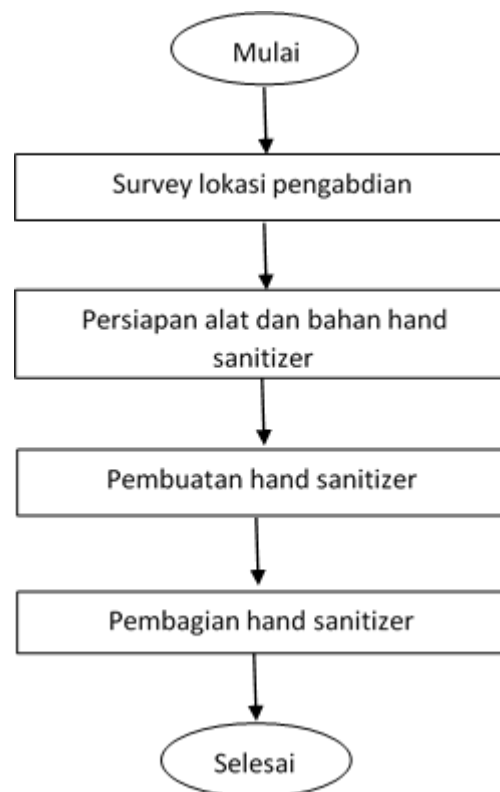 Mulai
Survey lokasi pengabdian
Persiapan alat dan bahan hand
sanitizer
Pembuatan hand sanitizer
Pembagian hand sanitizer
Selesai